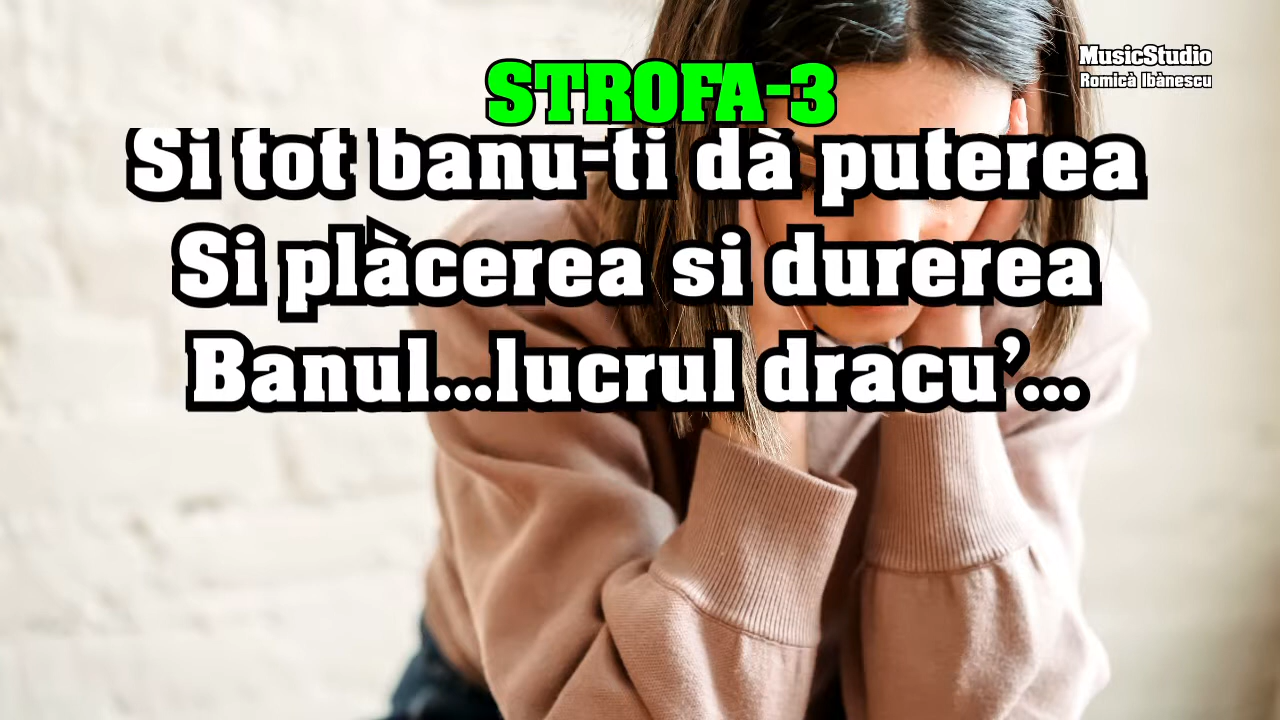 MusicStudio
Romicà Ibànescu
STROFA-3
Si tot banu-ti dà puterea
Si plàcerea si durerea
Banul...lucrul dracu’...